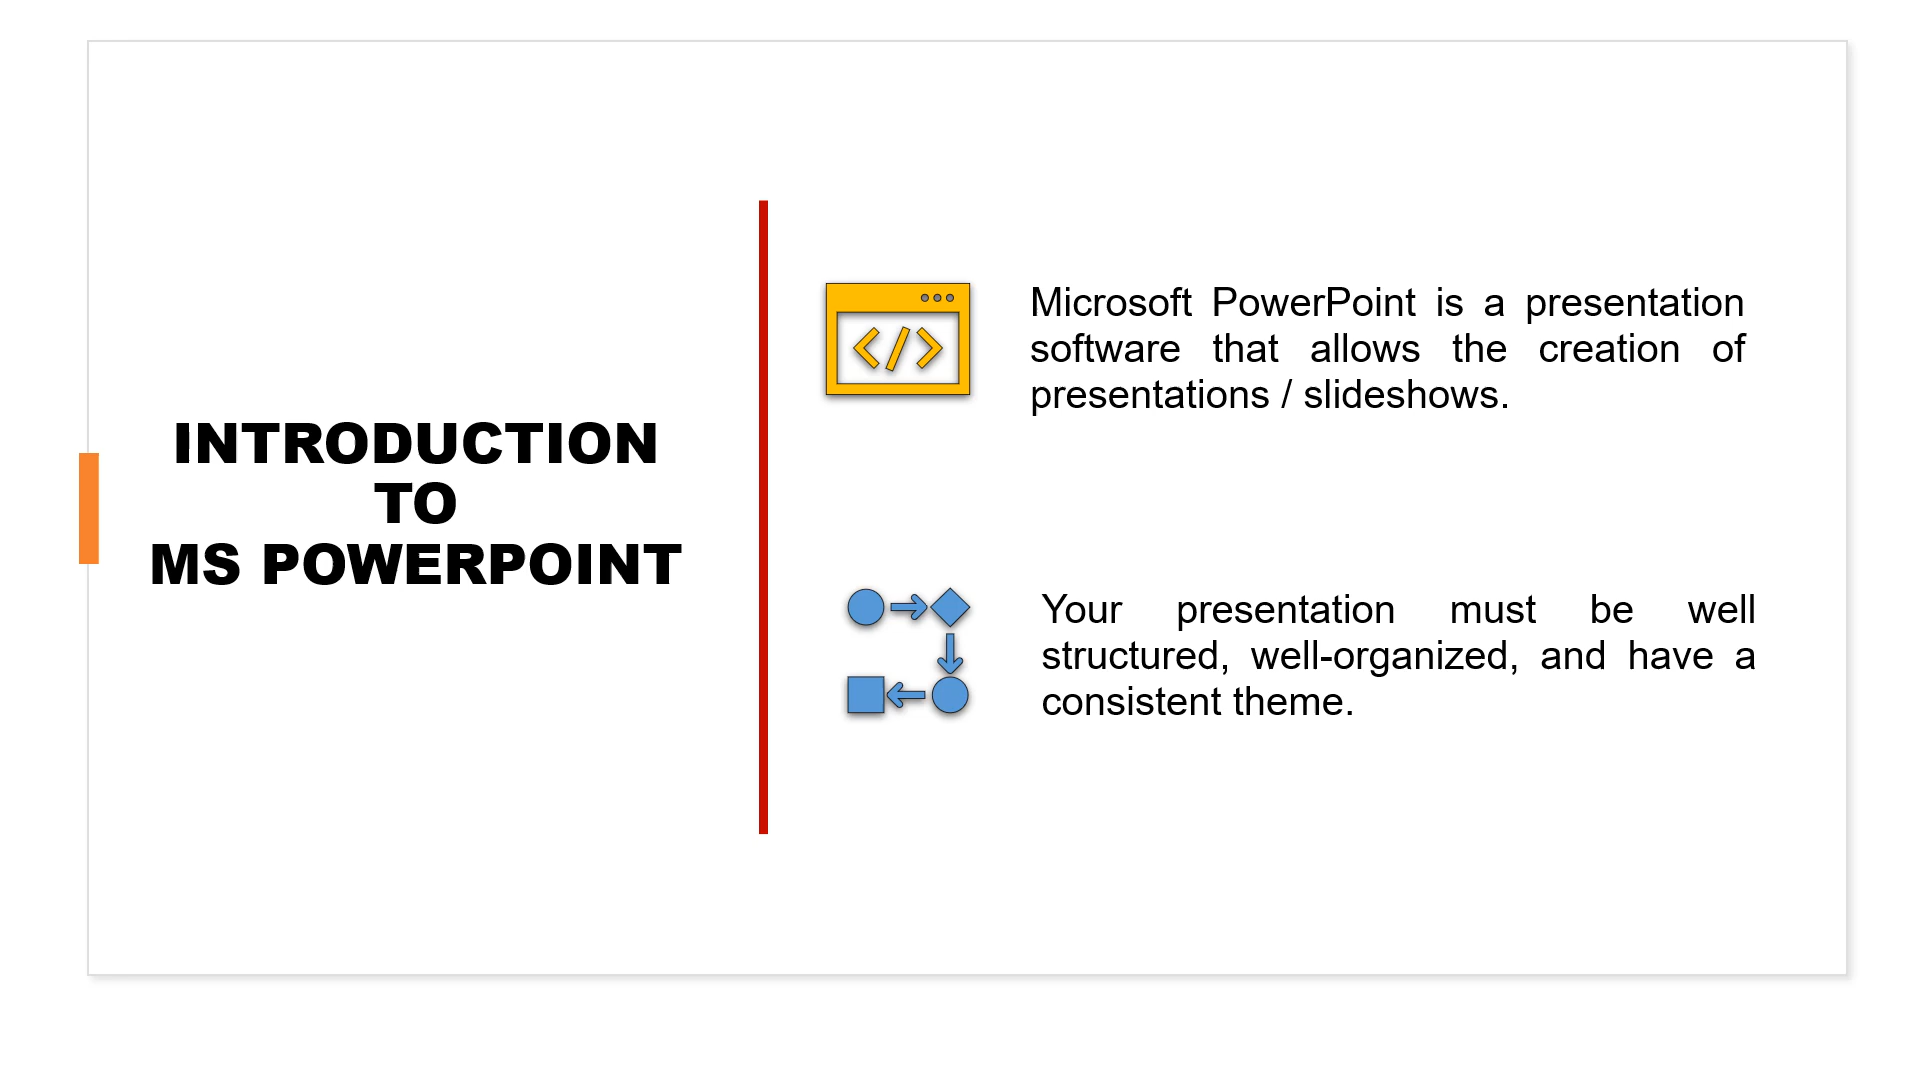 INTRODUCTION
TO
MS POWERPOINT
</>
Microsoft PowerPoint is a presentation
software that allows the creation of
presentations / slideshows.
Your presentation must be well
structured, well-organized, and have a
consistent theme.